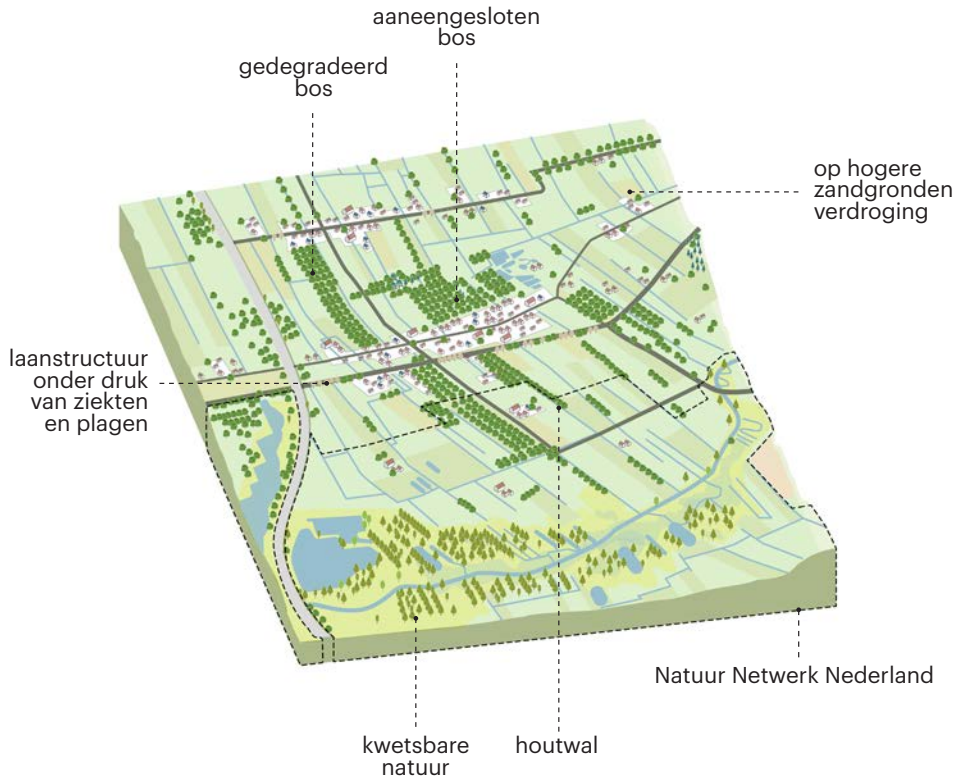 aaneengesloten
bos
gedegradeerd
bos
op hogere
zandgronden
verdroging
laanstructuur
onder druk
van ziekten
en plagen
Natuur Netwerk Nederland
kwetsbare
natuur
houtwal